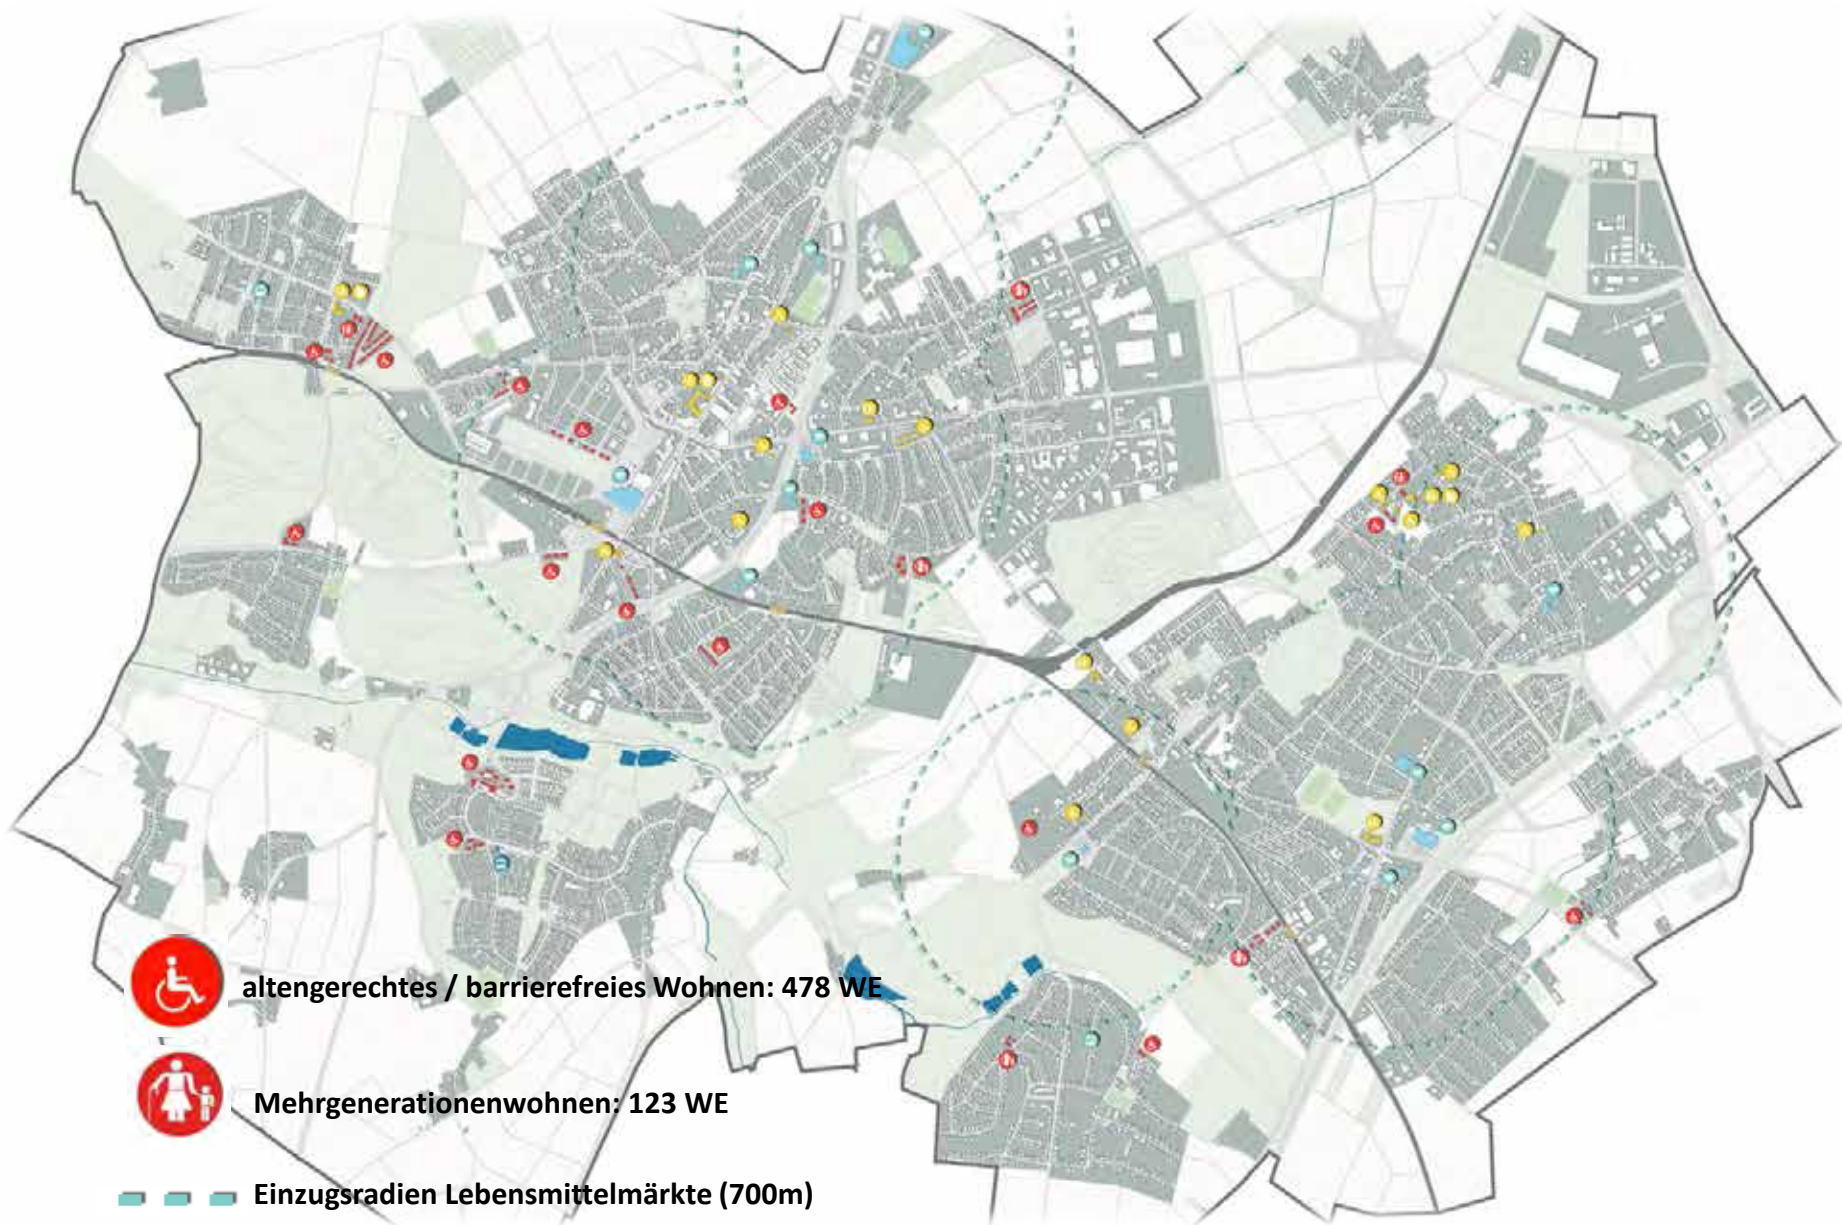 altengerechtes / barrierefreies Wohnen: 478 WE
Mehrgenerationenwohnen: 123 WE
Einzugsradien Lebensmittelmärkte (700m)